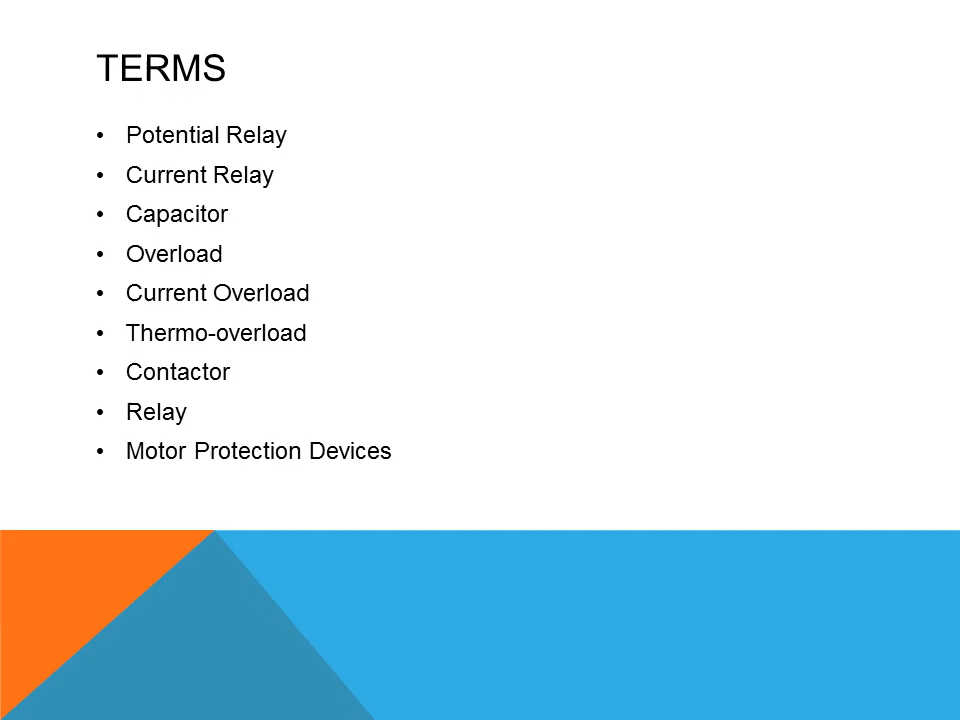 TERMS
• Potential Relay
• Current Relay
• Capacitor
• Overload
• Current Overload
• Thermo-overload
• Contactor
• Relay
• Motor Protection Devices